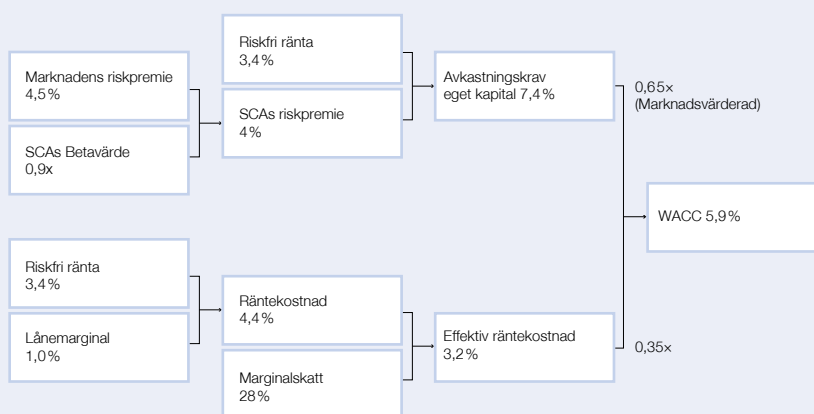 Riskfri ränta
3,4%
Marknadens riskpremie
4,5%
Avkastningskrav
eget kapital 7,4%
0,65x
(Marknadsvärderad)
SCAs riskpremie
4%
SCAs Betavärde
0,9x
WACC 5,9%
Riskfri ränta
3,4%
Räntekostnad
4,4%
Lånemarginal
1,0%
Effektiv räntekostnad
3,2%
0,35x
Marginalskatt
28%